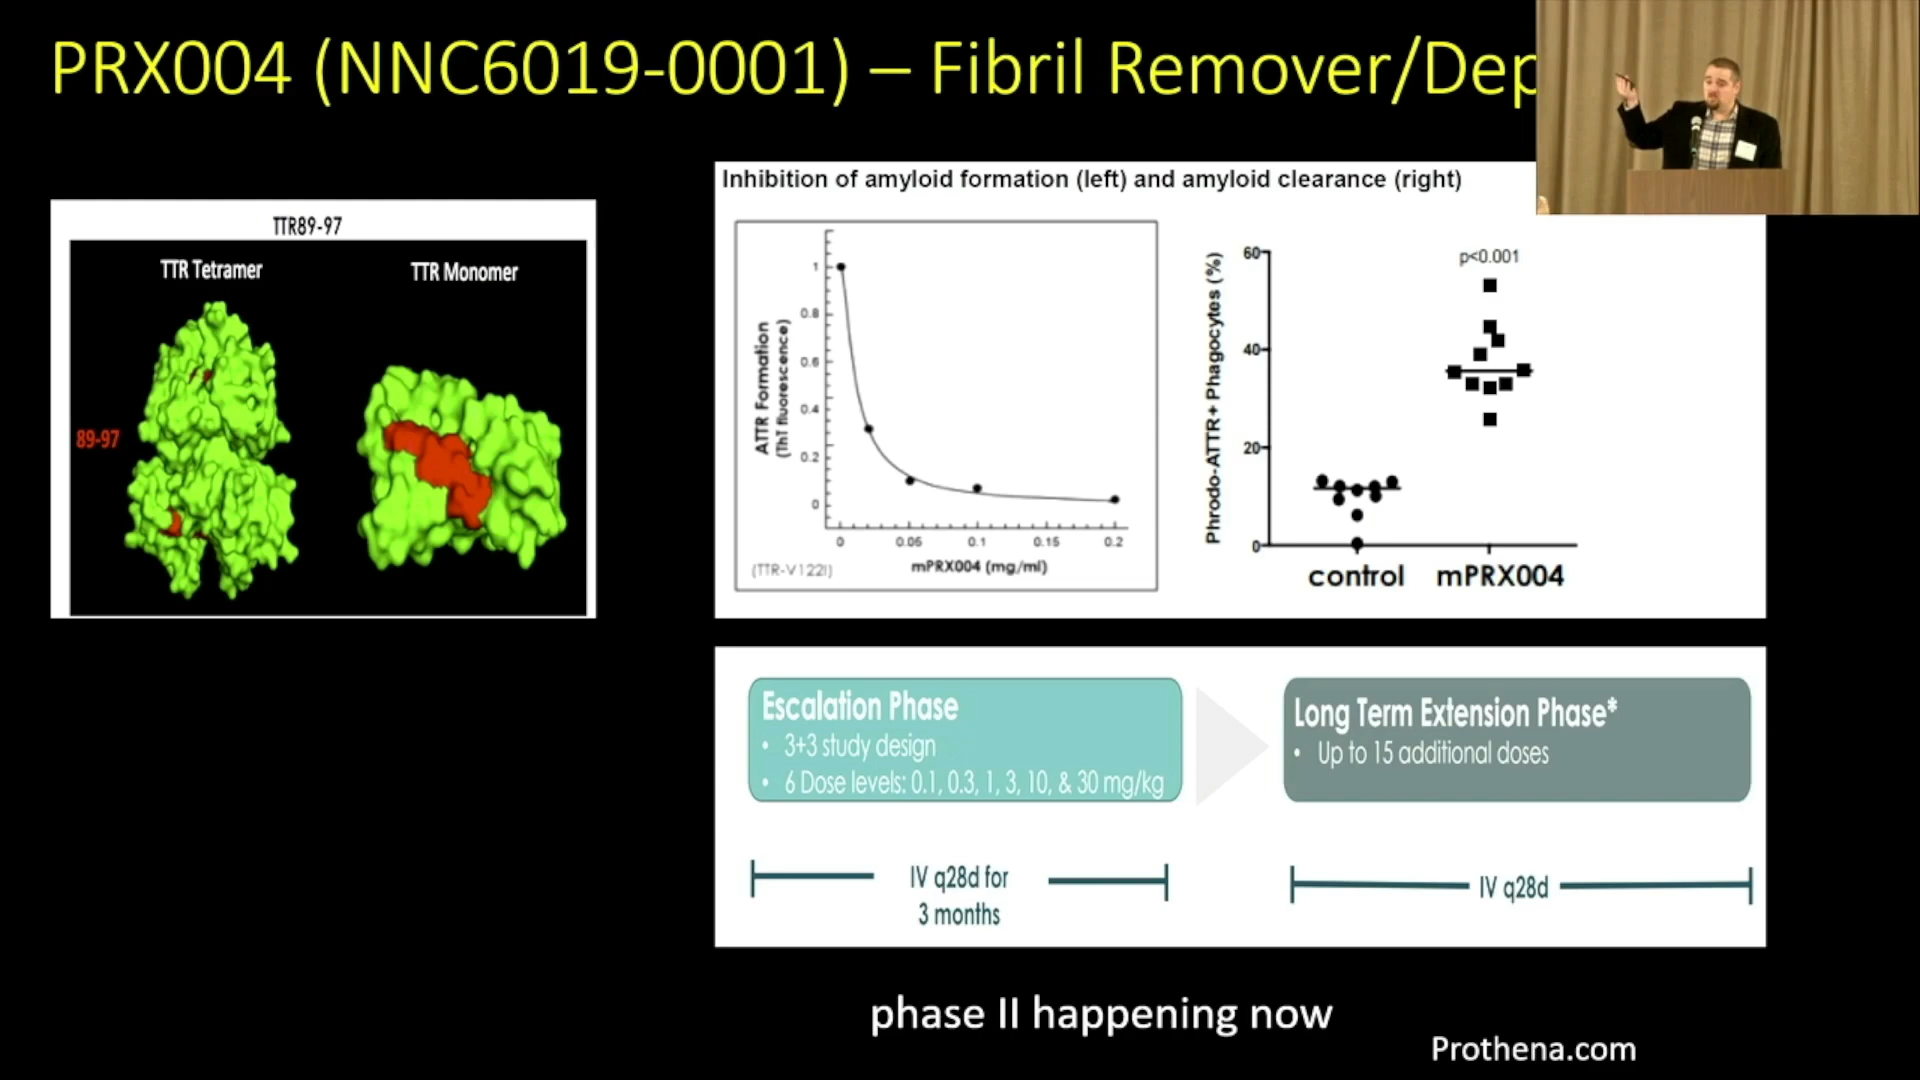 PRX004 (NNC6019-0001) – Fibril Remover/Dep
TTR89-97
TTR Tetramer
TTR Monomer
89-97
Inhibition of amyloid formation (left) and amyloid clearance (right)
ATTR Formation
(ThT fluorescence)
1
0.8
0.6
0.4
0.2
0
0
0.05
0.1
0.15
0.2
(TTR-V122I)
mPRX004 (mg/ml)
Phrodo-ATTR+ Phagocytes (%)
60
40
20
0
p<0.001
control
mPRX004
Escalation Phase
• 3+3 study design
• 6 Dose levels: 0.1, 0.3, 1, 3, 10, & 30 mg/kg
Long Term Extension Phase*
• Up to 15 additional doses
IV q28d for
3 months
IV q28d
phase II happening now
Prothena.com